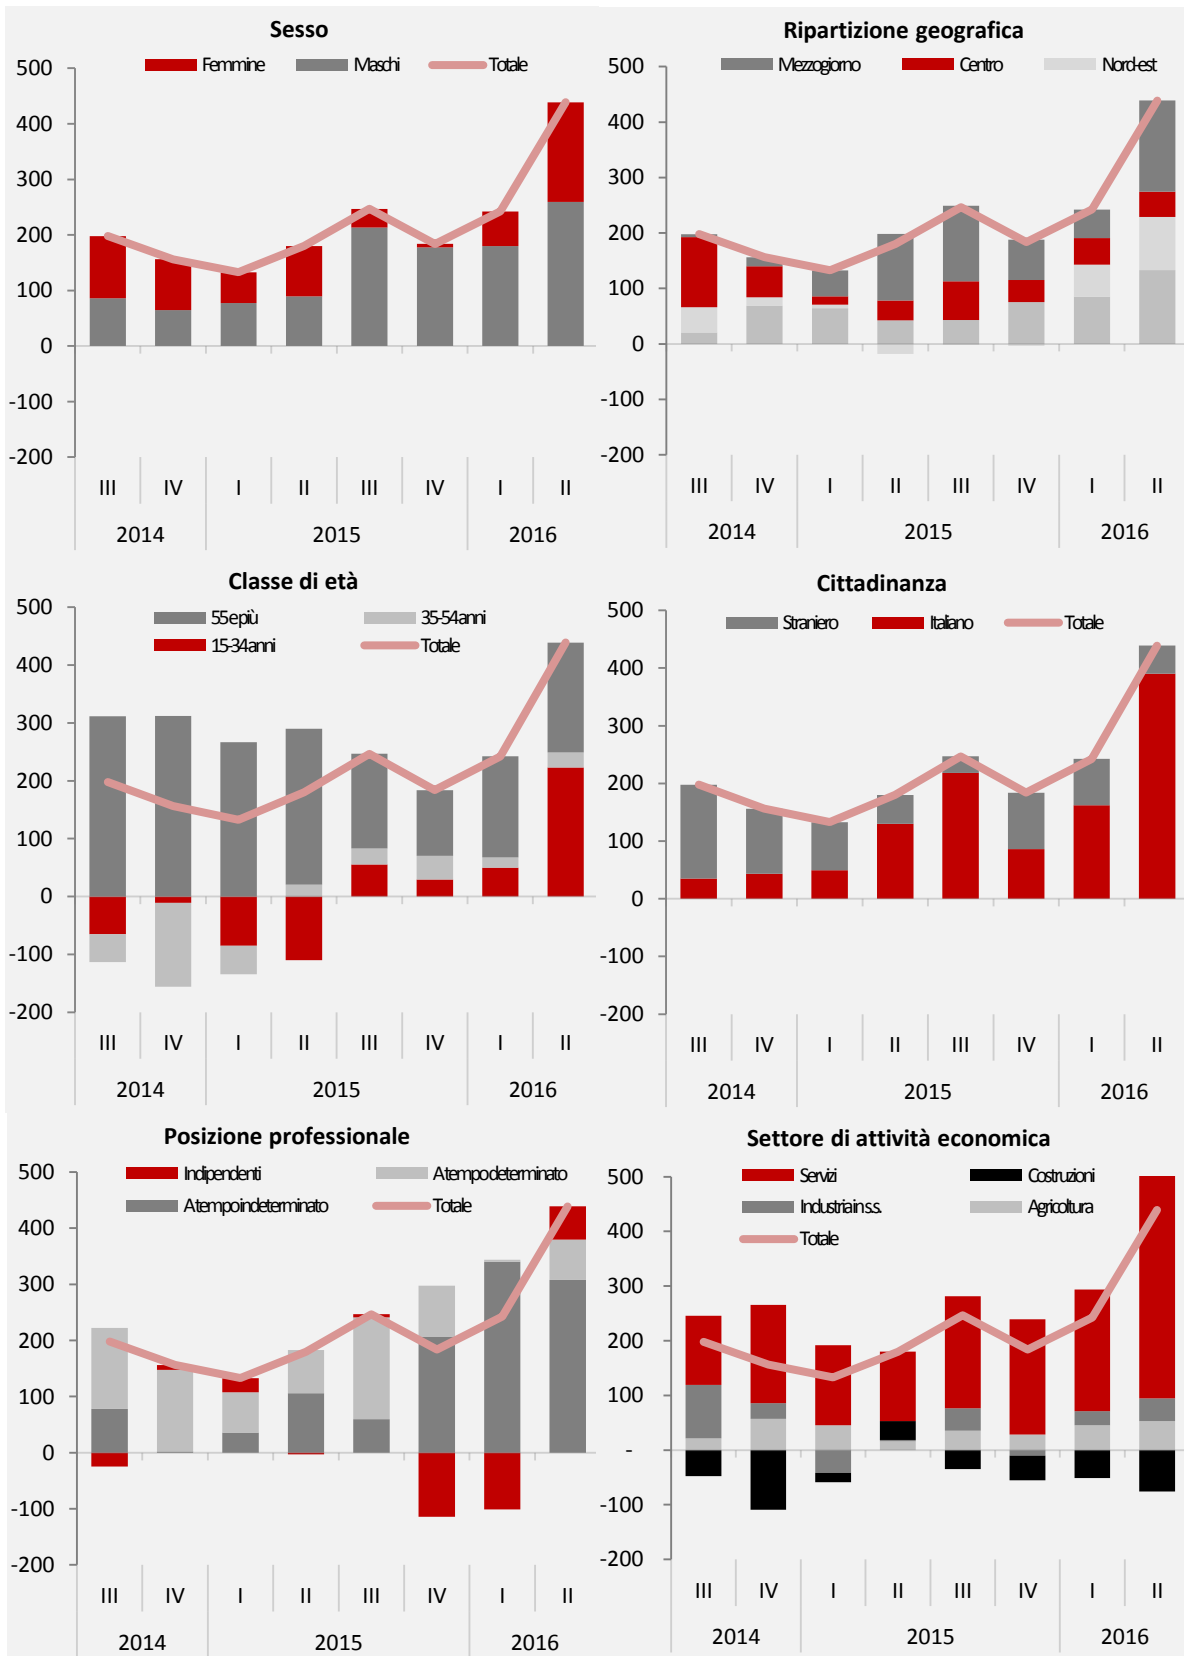 Sesso
Femmine Maschi Totale
500
400
300
200
100
0
-100
-200
III IV I II III IV I II
2014 2015 2016
Ripartizione geografica
Mezzogiorno Centro Nord-est
500
400
300
200
100
0
-100
-200
III IV I II III IV I II
2014 2015 2016
Classe di età
55 e più 35-54 anni
15-34 anni Totale
500
400
300
200
100
0
-100
-200
III IV I II III IV I II
2014 2015 2016
Cittadinanza
Straniero Italiano Totale
500
400
300
200
100
0
-100
-200
III IV I II III IV I II
2014 2015 2016
Posizione professionale
Indipendenti A tempo determinato
A tempo indeterminato Totale
500
400
300
200
100
0
-100
-200
III IV I II III IV I II
2014 2015 2016
Settore di attività economica
Servizi Costruzioni
Industria in s.s. Agricoltura
Totale
500
400
300
200
100
-
-100
-200
III IV I II III IV I II
2014 2015 2016